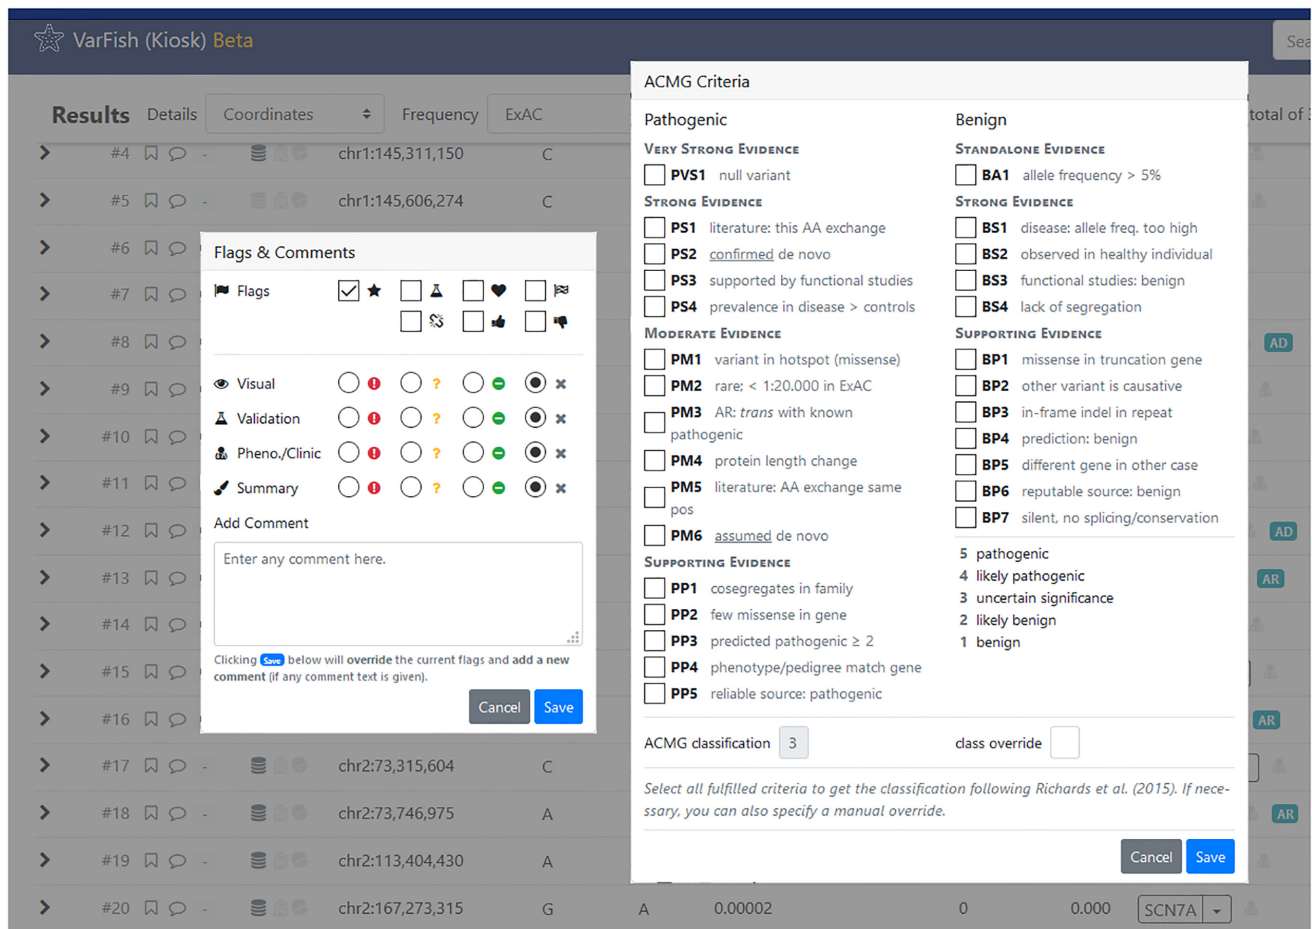 VarFish (Kiosk) Beta
Sea
Results Details Coordinates Frequency ExAC
total of
#4 - chr1:145,311,150 C
#5 - chr1:145,606,274 C
#6
#7
#8 AD
#9
#10
#11
#12 AD
#13 AR
#14
#15
#16 AR
#17 - chr2:73,315,604 C
#18 - chr2:73,746,975 A AR
#19 - chr2:113,404,430 A
#20 - chr2:167,273,315 G A 0.00002 0 0.000 SCN7A
Flags & Comments
Flags
Visual ?
Validation ?
Pheno./Clinic ?
Summary ?
Add Comment
Enter any comment here.
Clicking Save below will override the current flags and add a new
comment (if any comment text is given).
Cancel Save
ACMG Criteria
Pathogenic
VERY STRONG EVIDENCE
PVS1 null variant
STRONG EVIDENCE
PS1 literature: this AA exchange
PS2 confirmed de novo
PS3 supported by functional studies
PS4 prevalence in disease > controls
MODERATE EVIDENCE
PM1 variant in hotspot (missense)
PM2 rare; < 1:20.000 in ExAC
PM3 AR: trans with known
pathogenic
PM4 protein length change
PM5 literature: AA exchange same
pos
PM6 assumed de novo
SUPPORTING EVIDENCE
PP1 cosegregates in family
PP2 few missense in gene
PP3 predicted pathogenic ≥ 2
PP4 phenotype/pedigree match gene
PP5 reliable source: pathogenic
Benign
STANDALONE EVIDENCE
BA1 allele frequency > 5%
STRONG EVIDENCE
BS1 disease: allele freq. too high
BS2 observed in healthy individual
BS3 functional studies: benign
BS4 lack of segregation
SUPPORTING EVIDENCE
BP1 missense in truncation gene
BP2 other variant is causative
BP3 in-frame indel in repeat
BP4 prediction: benign
BP5 different gene in other case
BP6 reputable source: benign
BP7 silent, no splicing/conservation
5 pathogenic
4 likely pathogenic
3 uncertain significance
2 likely benign
1 benign
ACMG classification 3 class override
Select all fulfilled criteria to get the classification following Richards et al. (2015). If nece-
ssary, you can also specify a manual override.
Cancel Save